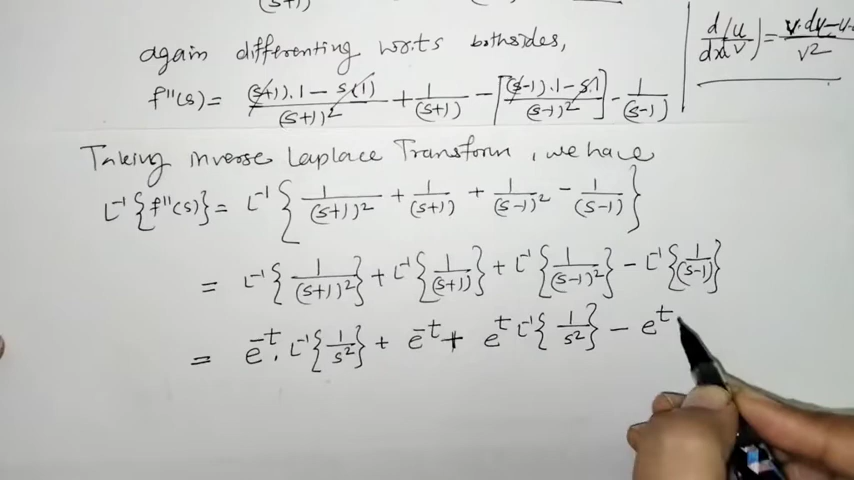 (s+1)
d/dx(u/v) = v.du-u.
v²
again differenting w.r.t s bothsides,
f''(s) = (s+1).1-s(1)/(s+1)² + 1/(s+1) - [(s-1).1-s.1/(s-1)²] - 1/(s-1)
Taking inverse Laplace Transform, we have
L⁻¹{f''(s)} = L⁻¹{1/(s+1)² + 1/(s+1) + 1/(s-1)² - 1/(s-1)}
= L⁻¹{1/(s+1)²} + L⁻¹{1/(s+1)} + L⁻¹{1/(s-1)²} - L⁻¹{1/(s-1)}
= e⁻ᵗ. L⁻¹{1/s²} + e⁻ᵗ + eᵗ L⁻¹{1/s²} - eᵗ